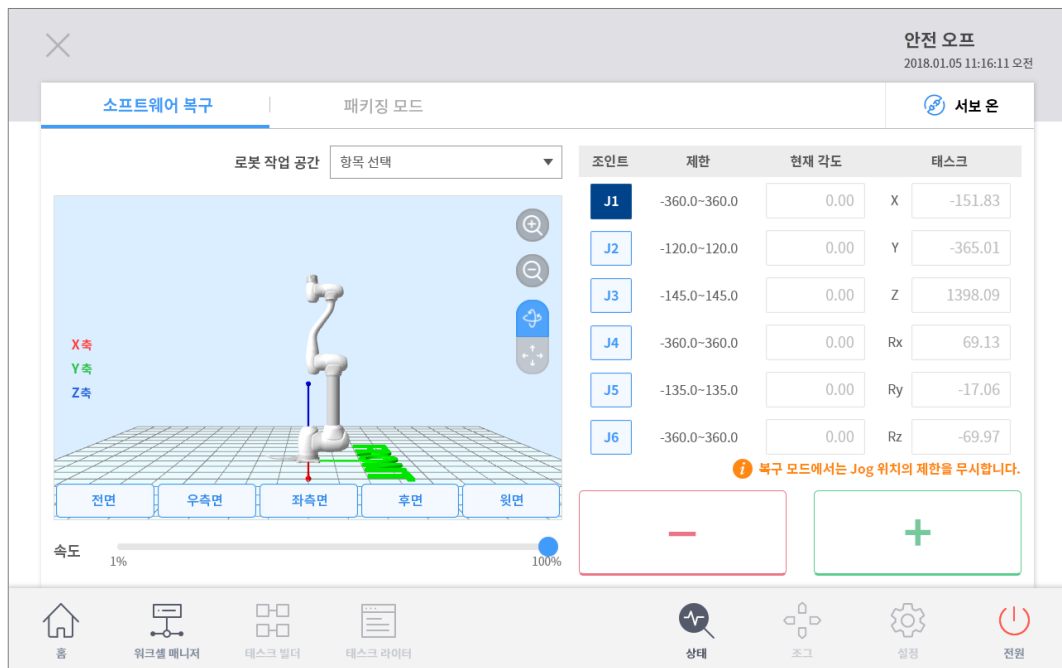 안전 오프
2018.01.05 11:16:11 오전
소프트웨어 복구
패키징 모드
서보 온
로봇 작업 공간
항목 선택
X축
Y축
Z축
전면
우측면
좌측면
후면
윗면
속도
1%
100%
조인트 제한 현재 각도 태스크
J1 -360.0~360.0 0.00 X -151.83
J2 -120.0~120.0 0.00 Y -365.01
J3 -145.0~145.0 0.00 Z 1398.09
J4 -360.0~360.0 0.00 Rx 69.13
J5 -135.0~135.0 0.00 Ry -17.06
J6 -360.0~360.0 0.00 Rz -69.97
i 복구 모드에서는 Jog 위치의 제한을 무시합니다.
− +
홈
워크셀 매니저
태스크 빌더
태스크 라이터
상태
조그
설정
전원